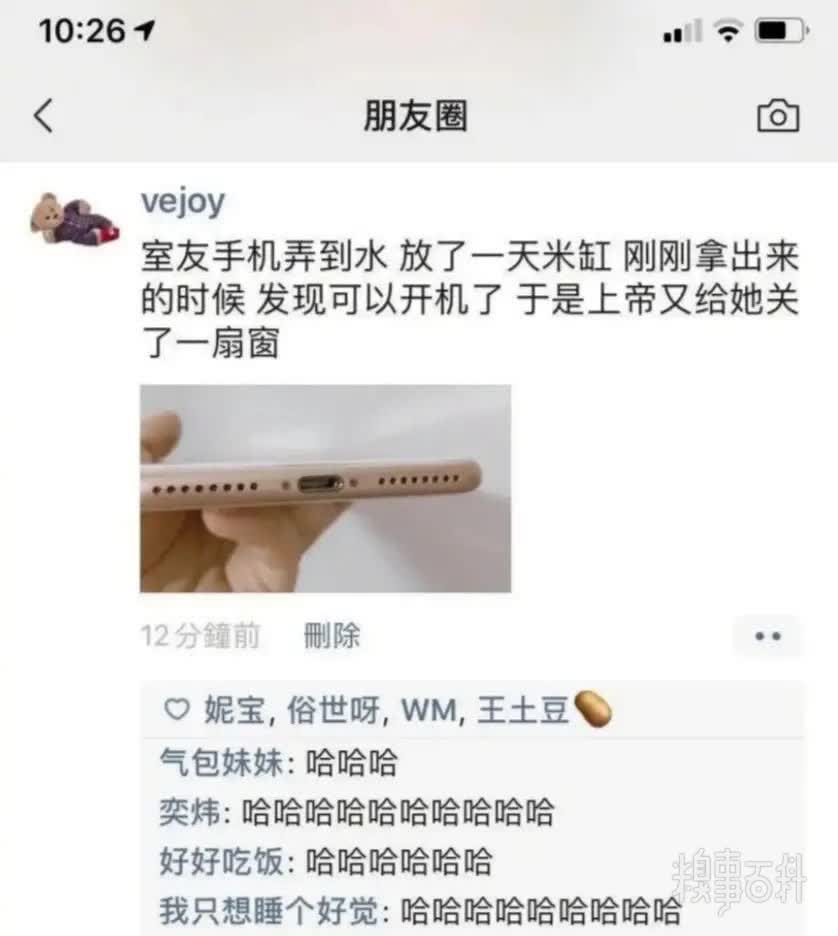 10:26
朋友圈
vejoy
室友手机弄到水 放了一天米缸 刚刚拿出来
的时候 发现可以开机了 于是上帝又给她关
了一扇窗
12分鐘前 刪除
妮宝, 俗世呀, WM, 王土豆🥔
气包妹妹: 哈哈哈
奕炜: 哈哈哈哈哈哈哈哈哈哈
好好吃饭: 哈哈哈哈哈哈
我只想睡个好觉: 哈哈哈哈哈哈哈哈哈
糗事百科